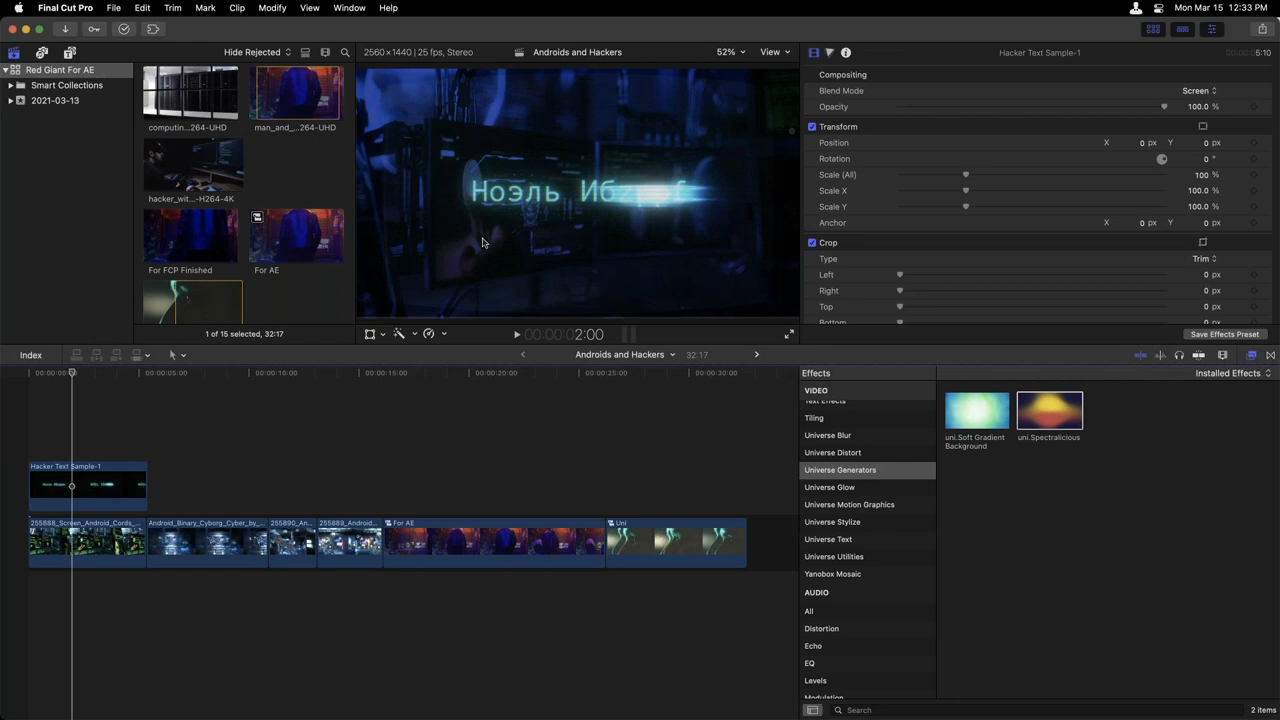 Final Cut Pro File Edit Trim Mark Clip Modify View Window Help Mon Mar 15 12:33 PM
Hide Rejected
2560×1440 | 25 fps, Stereo
Androids and Hackers
52%
View
Hacker Text Sample-1
5:10
Red Giant For AE
Smart Collections
2021-03-13
computin...264-UHD
man_and_...264-UHD
hacker_wit...-H264-4K
For FCP Finished
For AE
1 of 15 selected, 32:17
Ноэль
2:00
Compositing
Blend Mode Screen
Opacity 100.0 %
Transform
Position X 0 px Y 0 px
Rotation 0 °
Scale (All) 100 %
Scale X 100.0 %
Scale Y 100.0 %
Anchor X 0 px Y 0 px
Crop
Type Trim
Left 0 px
Right 0 px
Top 0 px
Bottom
Save Effects Preset
Index
Androids and Hackers
32:17
00:00:05:00
00:00:10:00
00:00:15:00
00:00:20:00
00:00:25:00
00:00:30:00
Hacker Text Sample-1
255888_Screen_Android_Cords_...
Android_Binary_Cyborg_Cyber_by_...
255890_An...
255889_Android...
For AE
Uni
Effects
Installed Effects
VIDEO
Text Effects
Tiling
Universe Blur
Universe Distort
Universe Generators
Universe Glow
Universe Motion Graphics
Universe Stylize
Universe Text
Universe Utilities
Yanobox Mosaic
AUDIO
All
Distortion
Echo
EQ
Levels
Modulation
uni.Soft Gradient
Background
uni.Spectralicious
Search
2 items